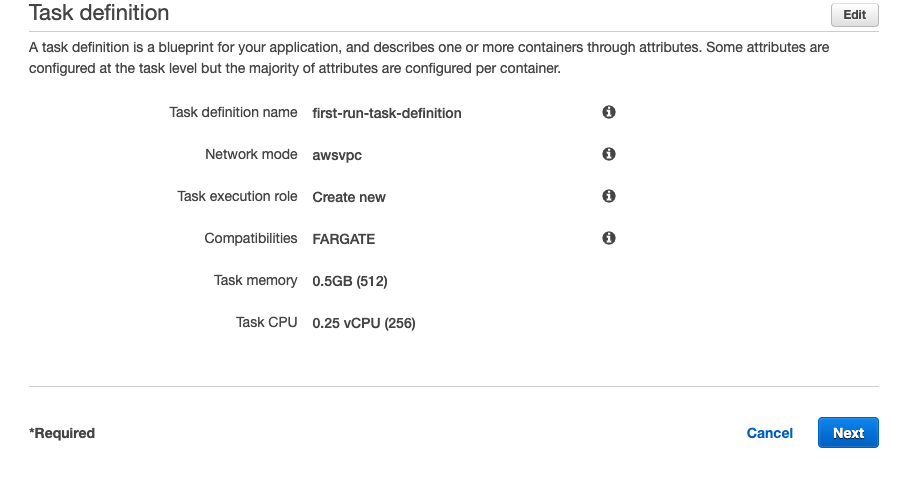 Task definition
Edit
A task definition is a blueprint for your application, and describes one or more containers through attributes. Some attributes are
configured at the task level but the majority of attributes are configured per container.
Task definition name first-run-task-definition
Network mode awsvpc
Task execution role Create new
Compatibilities FARGATE
Task memory 0.5GB (512)
Task CPU 0.25 vCPU (256)
*Required
Cancel
Next